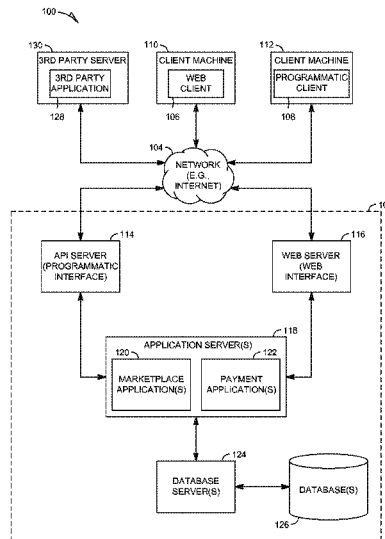 100
130
3RD PARTY SERVER
3RD PARTY
APPLICATION
128
110
CLIENT MACHINE
WEB
CLIENT
106
112
CLIENT MACHINE
PROGRAMMATIC
CLIENT
108
104
NETWORK
(E.G.,
INTERNET)
10
114
API SERVER
(PROGRAMMATIC
INTERFACE)
116
WEB SERVER
(WEB
INTERFACE)
118
APPLICATION SERVER(S)
120
MARKETPLACE
APPLICATION(S)
122
PAYMENT
APPLICATION(S)
124
DATABASE
SERVER(S)
DATABASE(S)
126